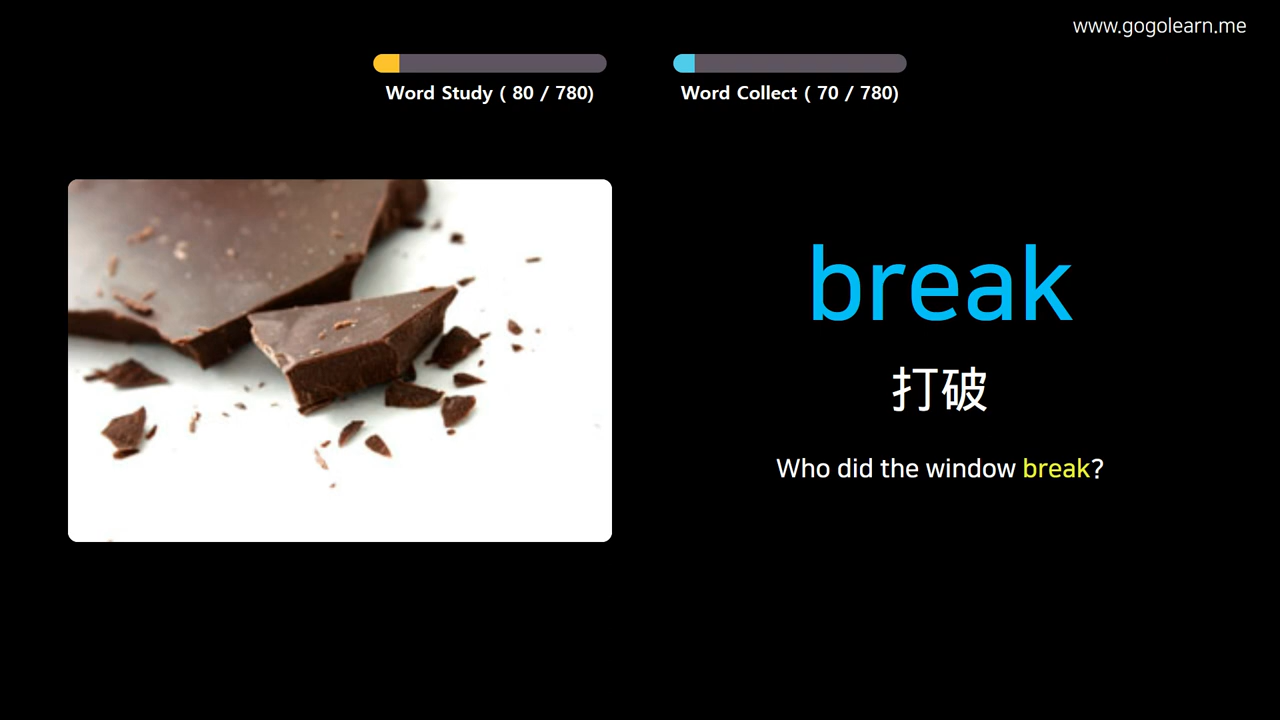 www.gogolearn.me
Word Study ( 80 / 780)
Word Collect ( 70 / 780)
break
打破
Who did the window break?